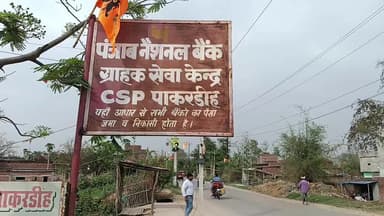 पंजाब नैशनल बैंक
ग्राहक सेवा केन्द्र
CSP पाकरडीह
यहाँ आधार से सभी बैंको का पैसा
जमा व निकासी होता है।
पाकरडीह